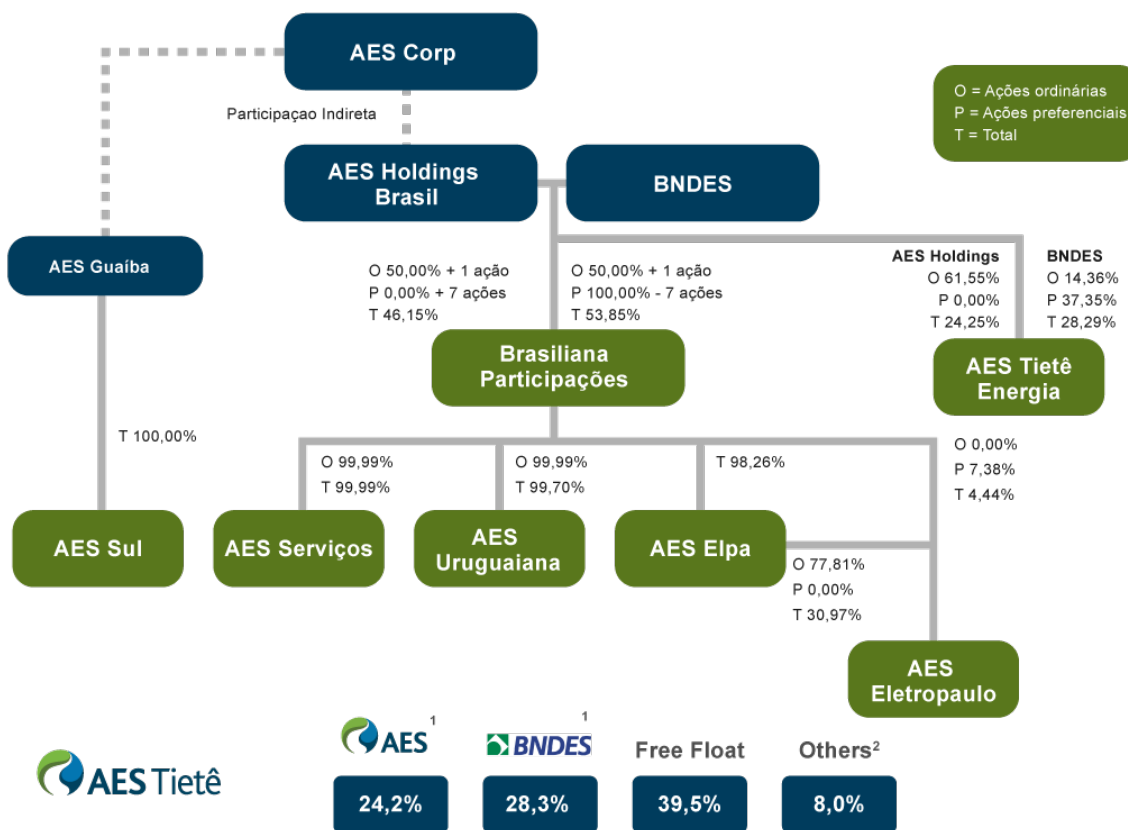 AES Corp
O = Ações ordinárias
P = Ações preferenciais
T = Total
Participaçao Indireta
AES Holdings
Brasil
BNDES
AES Guaíba
O 50,00% + 1 ação
P 0,00% + 7 ações
T 46,15%
O 50,00% + 1 ação
P 100,00% - 7 ações
T 53,85%
AES Holdings
O 61,55%
P 0,00%
T 24,25%
BNDES
O 14,36%
P 37,35%
T 28,29%
Brasiliana
Participações
AES Tietê
Energia
T 100,00%
O 99,99%
T 99,99%
O 99,99%
T 99,70%
T 98,26%
O 0,00%
P 7,38%
T 4,44%
AES Sul
AES Serviços
AES
Uruguaiana
AES Elpa
O 77,81%
P 0,00%
T 30,97%
AES
Eletropaulo
AES Tietê
AES 1
BNDES 1
Free Float
Others²
24,2%
28,3%
39,5%
8,0%